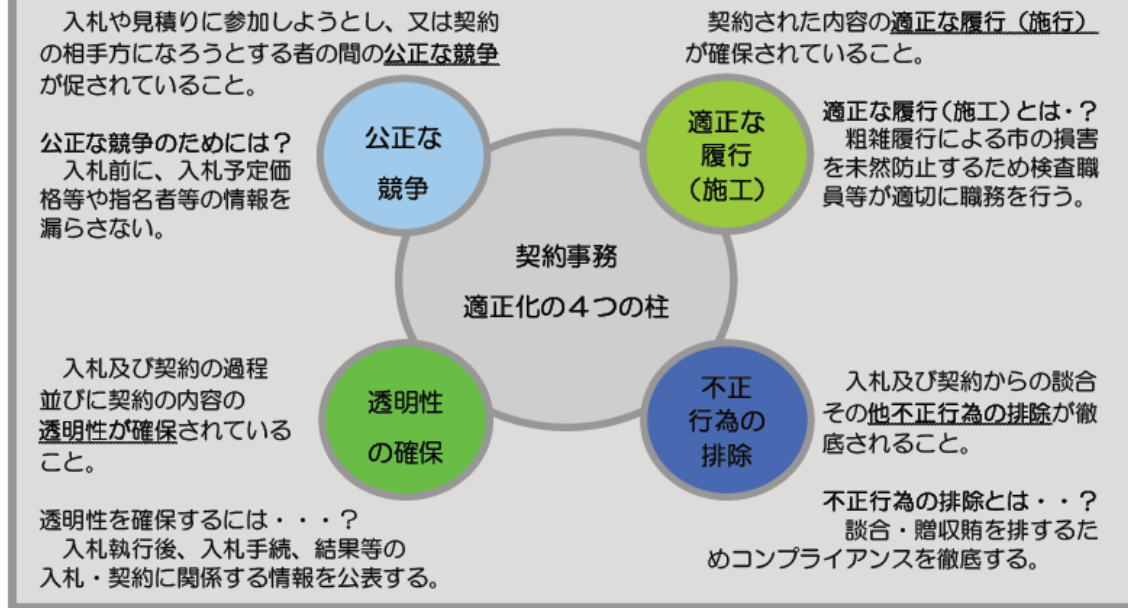 入札や見積りに参加しようとし、又は契約
の相手方になろうとする者の間の公正な競争
が促されていること。
公正な競争のためには？
入札前に、入札予定価
格等や指名者等の情報を
漏らさない。
公正な
競争
契約された内容の適正な履行（施行）
が確保されていること。
適正な履行（施工）とは・？
粗雑履行による市の損害
を未然防止するため検査職
員等が適切に職務を行う。
適正な
履行
（施工）
契約事務
適正化の４つの柱
入札及び契約の過程
並びに契約の内容の
透明性が確保されている
こと。
透明性を確保するには・・・？
入札執行後、入札手続、結果等の
入札・契約に関係する情報を公表する。
透明性
の確保
不正
行為の
排除
入札及び契約からの談合
その他不正行為の排除が徹
底されること。
不正行為の排除とは・・？
談合・贈収賄を排するた
めコンプライアンスを徹底する。